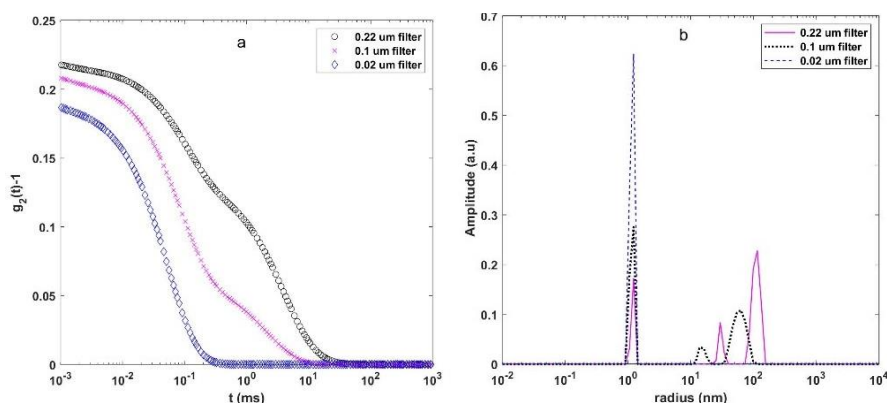 a
0.22 um filter
0.1 um filter
0.02 um filter
0.25
0.2
0.15
0.1
0.05
0
g2(t)-1
10-3 10-2 10-1 100 101 102 103
t (ms)
b
0.22 um filter
0.1 um filter
0.02 um filter
0.7
0.6
0.5
0.4
0.3
0.2
0.1
0
Amplitude (a.u)
10-2 10-1 100 101 102 103 104
radius (nm)